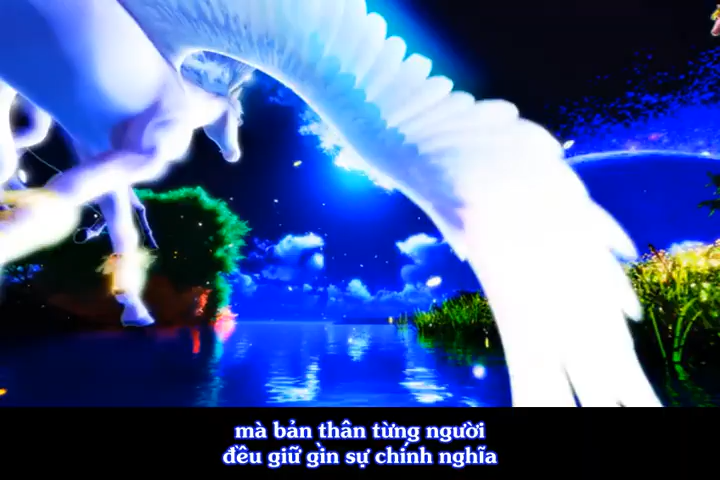 mà bản thân từng người
đều giữ gìn sự chính nghĩa